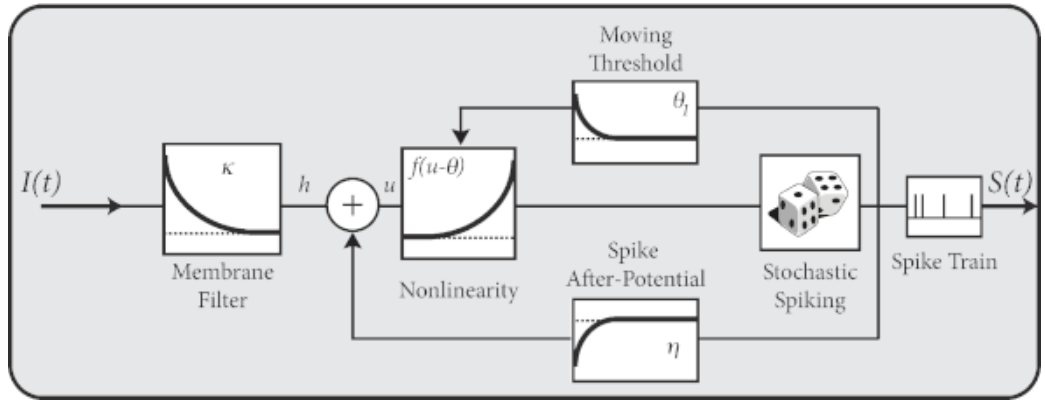 Moving
Threshold
θ₁
I(t)
κ
h
+
u
f(u-θ)
S(t)
Membrane
Filter
Nonlinearity
Spike
After-Potential
η
Stochastic
Spiking
Spike Train